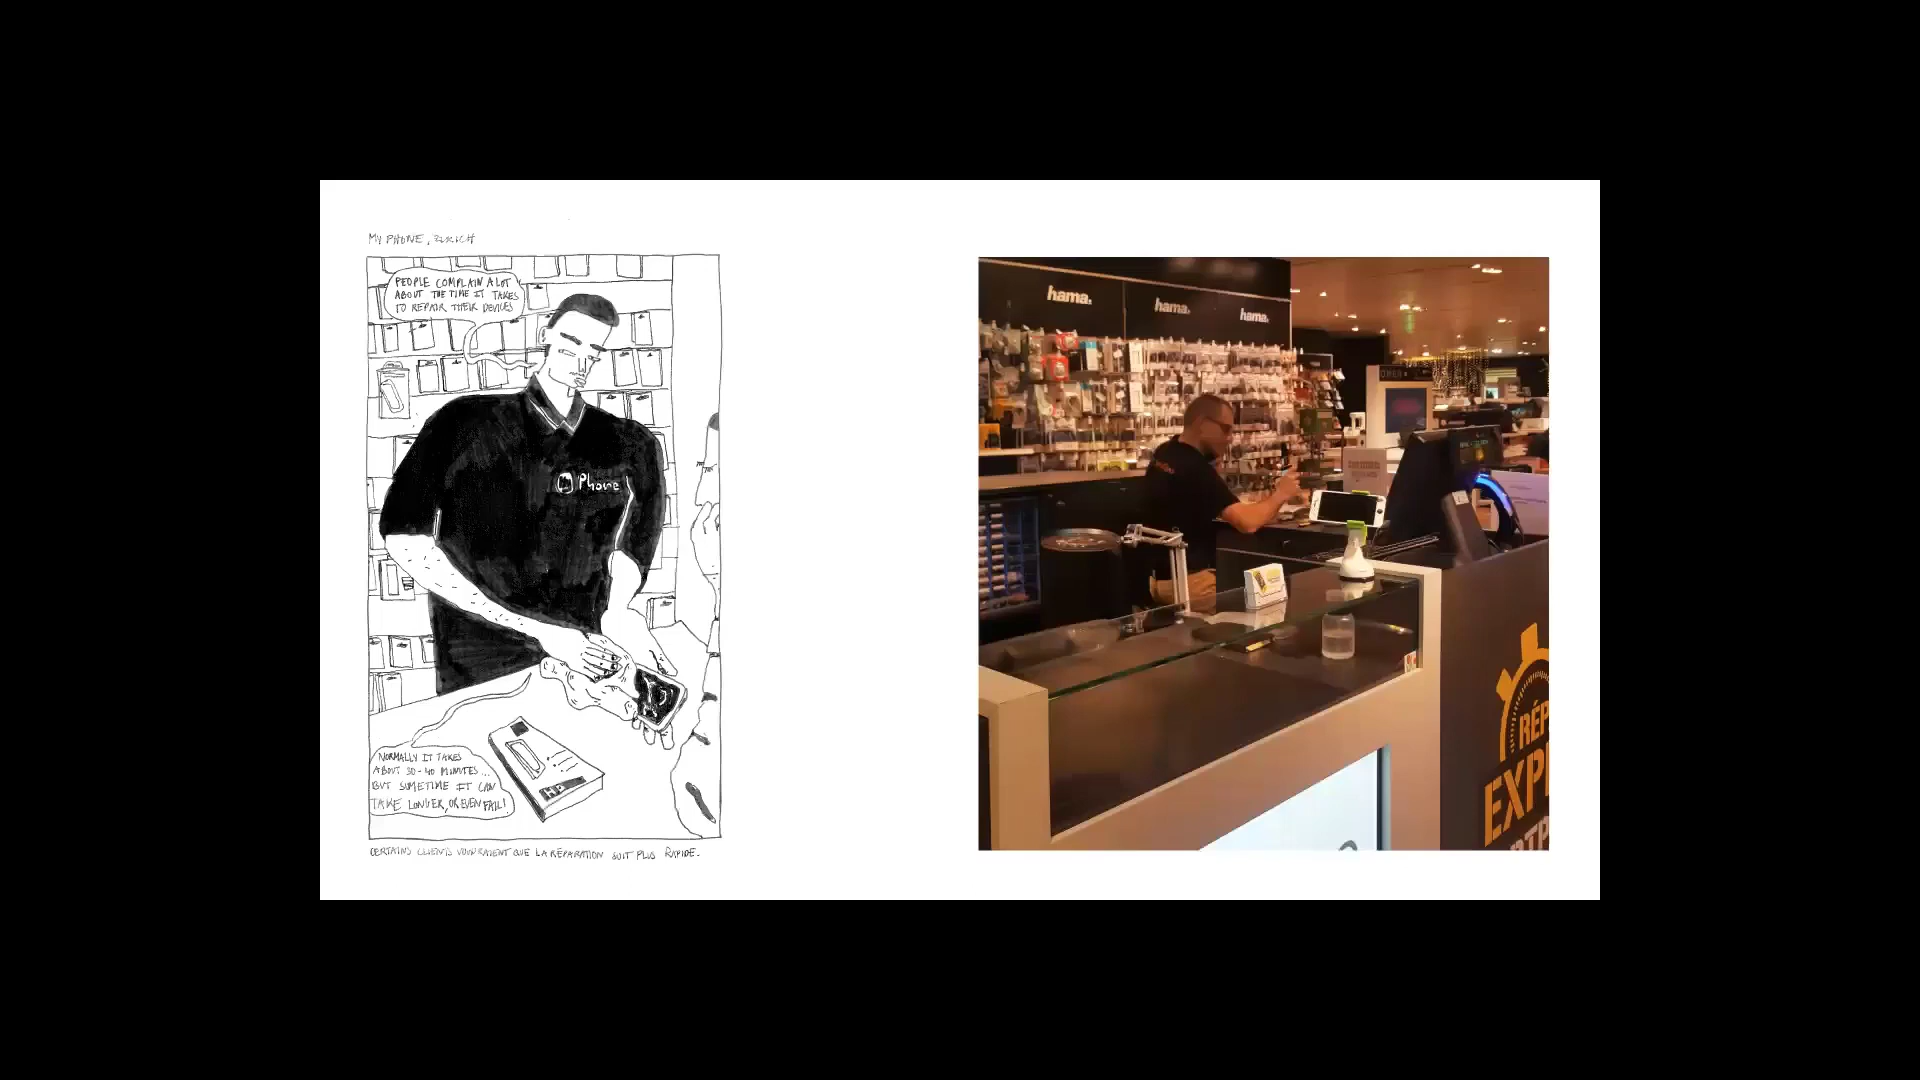 MY PHONE, ZURICH
PEOPLE COMPLAIN A LOT
ABOUT THE TIME IT TAKES
TO REPAIR THEIR DEVICES
Phone
NORMALLY IT TAKES
ABOUT 30-40 MINUTES...
BUT SOMETIME IT CAN
TAKE LONGER, OR EVEN FAIL!
CERTAINS CLIENTS VOUDRAIENT QUE LA RÉPARATION SOIT PLUS RAPIDE.
hama.
hama.
hama.
RÉP
EXP